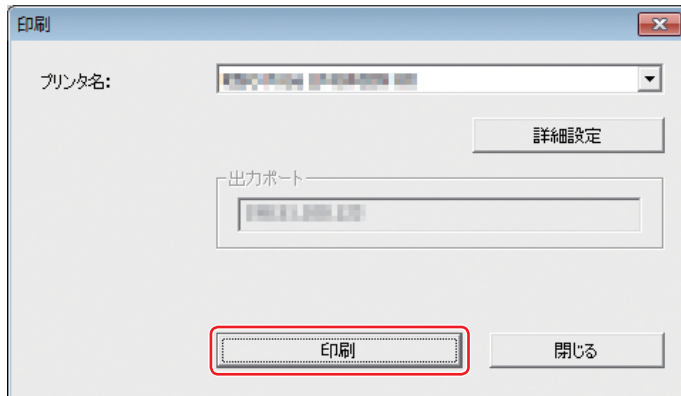 印刷
プリンタ名:
詳細設定
出力ポート
印刷
閉じる